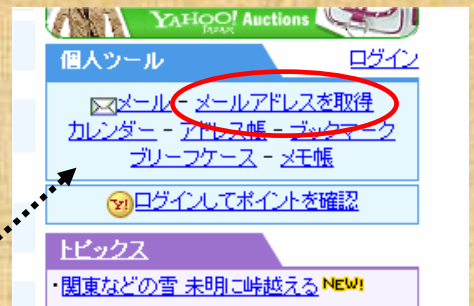 YAHOO! Auctions
JAPAN
個人ツール ログイン
メール - メールアドレスを取得
カレンダー - アドレス帳 - ブックマーク
ブリーフケース - メモ帳
Y! ログインしてポイントを確認
トピックス
・関東などの雪 未明に峠越える NEW!